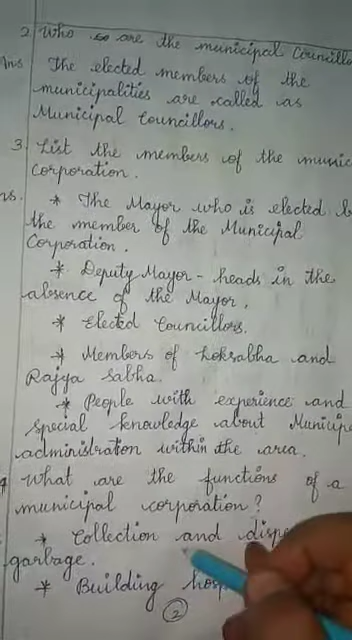 2. Who are the municipal Councillo
Ans The elected members of the
municipalities are called as
Municipal Councillors.
3. List the members of the munic
Corporation.
ns. * The Mayor who is elected b
the member of the Municipal
Corporation.
* Deputy Mayor - heads in the
absence of the Mayor.
* Elected Councillors.
* Members of Loksabha and
Rajya Sabha.
* People with experience and
special knowledge about Municip
administration within the area.
4 What are the functions of a
municipal corporation?
* Collection and dispo
garbage.
* Building hosp
2